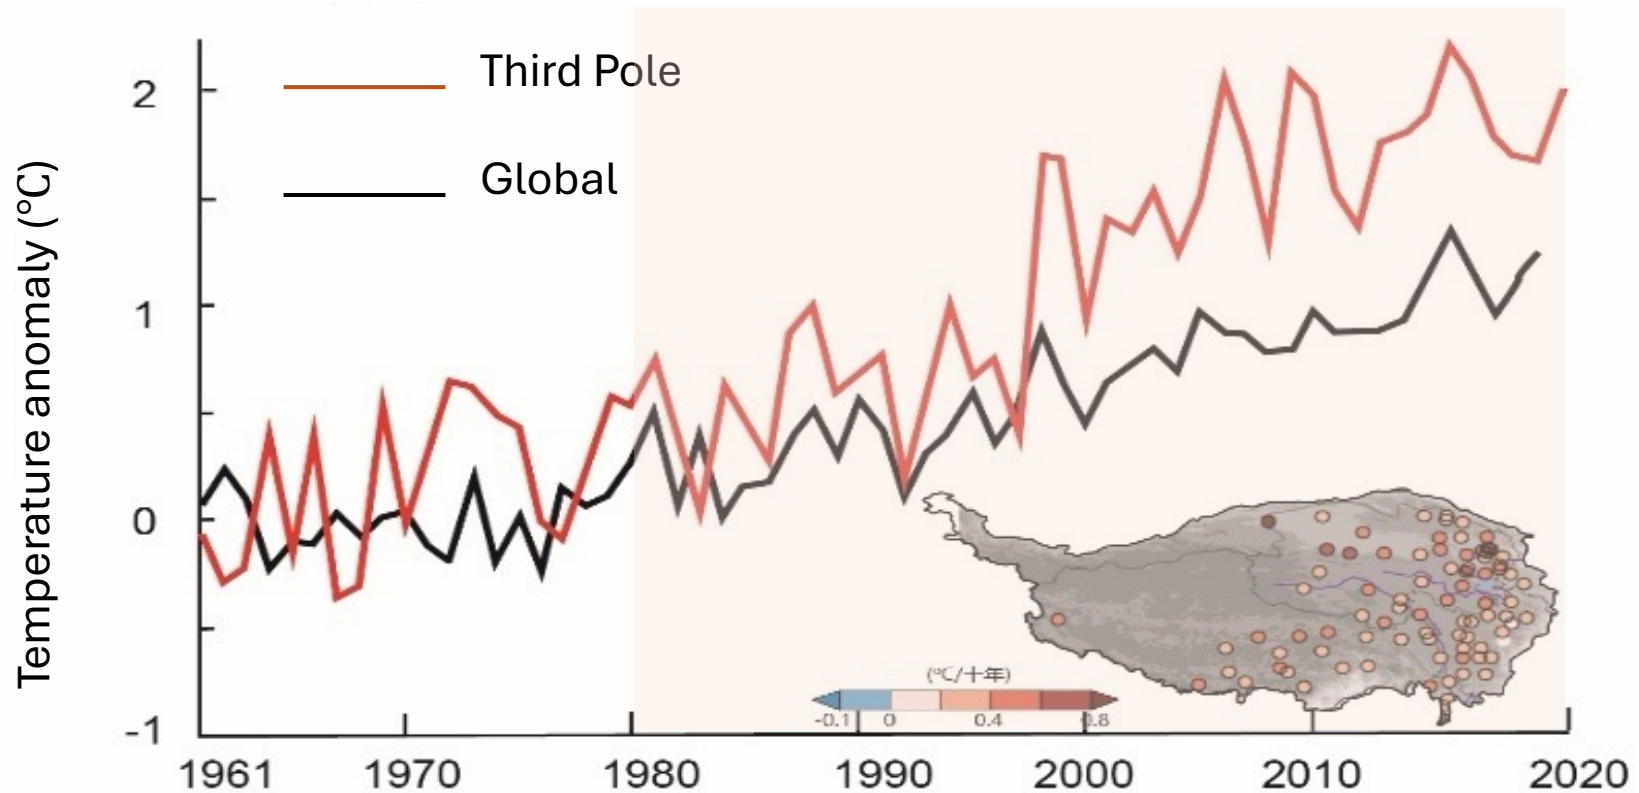 Third Pole
Global
Temperature anomaly (°C)
2
1
0
-1
(°C/十年)
-0.1 0 0.4 0.8
1961 1970 1980 1990 2000 2010 2020